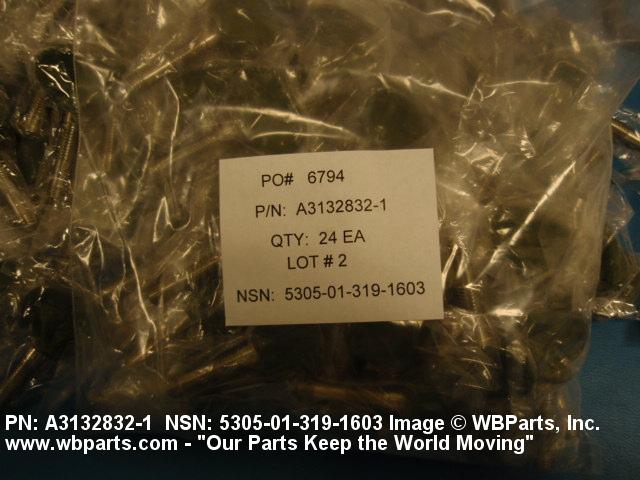 PO# 6794
P/N: A3132832-1
QTY: 24 EA
LOT # 2
NSN: 5305-01-319-1603
PN: A3132832-1 NSN: 5305-01-319-1603 Image © WBParts, Inc.
www.wbparts.com - "Our Parts Keep the World Moving"